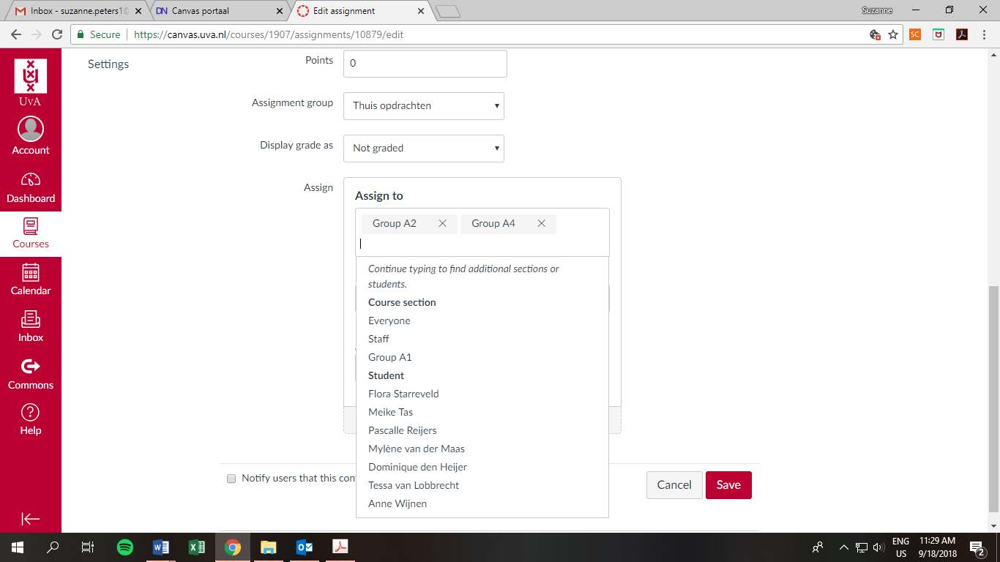 Inbox - suzanne.peters1@
Canvas portaal
Edit assignment
Suzanne
Secure
https://canvas.uva.nl/courses/1907/assignments/10879/edit
UvA
Account
Dashboard
Courses
Calendar
Inbox
Commons
Help
Settings
Points
0
Assignment group
Thuis opdrachten
Display grade as
Not graded
Assign
Assign to
Group A2
Group A4
Continue typing to find additional sections or
students.
Course section
Everyone
Staff
Group A1
Student
Flora Starreveld
Meike Tas
Pascalle Reijers
Mylène van der Maas
Dominique den Heijer
Tessa van Lobbrecht
Anne Wijnen
Notify users that this con
Cancel
Save
ENG
US
11:29 AM
9/18/2018
2